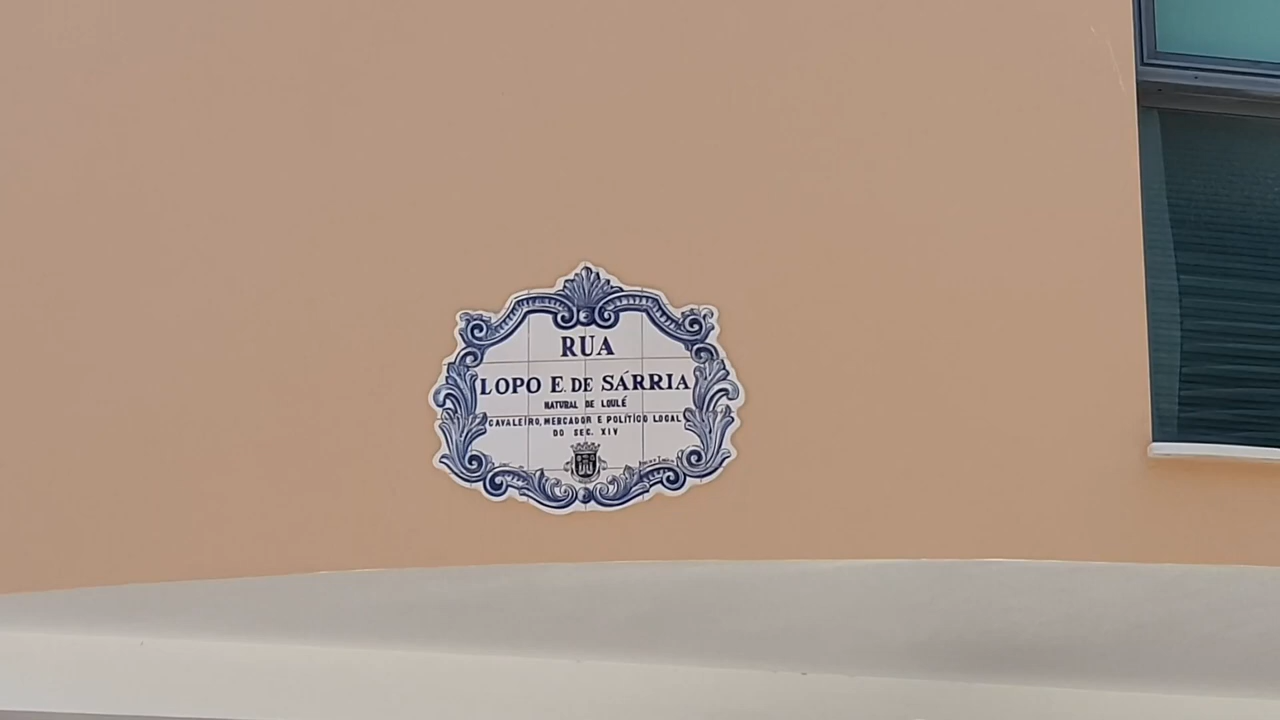 RUA
LOPO E. DE SÁRRIA
NATURAL DE LOULÉ
CAVALEIRO, MERCADOR E POLÍTICO LOCAL
DO SEC. XIV